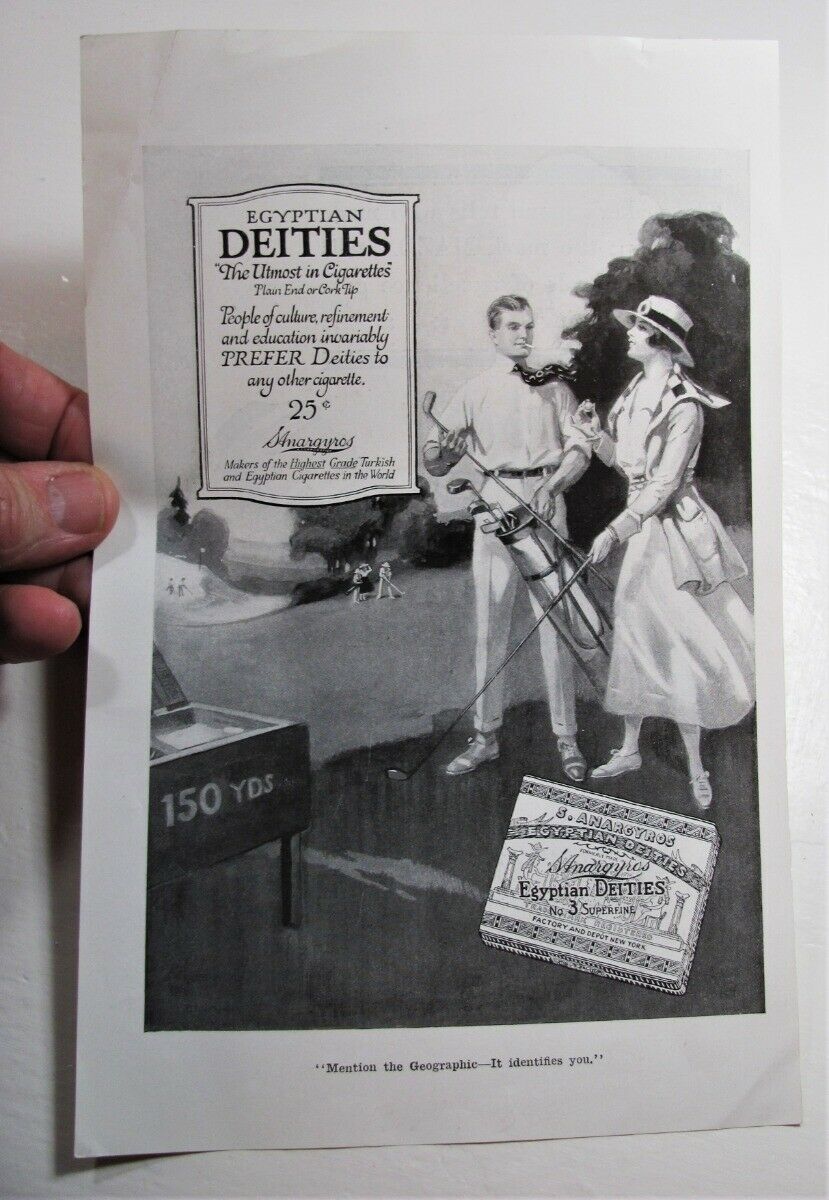 EGYPTIAN
DEITIES
"The Utmost in Cigarettes"
Plain End or Cork Tip
People of culture, refinement
and education invariably
PREFER Deities to
any other cigarette.
25¢
S.Anargyros
Makers of the Highest Grade Turkish
and Egyptian Cigarettes in the World
150 YDS
S. ANARGYROS
EGYPTIAN DEITIES
S.Anargyros
Egyptian DEITIES
No. 3 SUPERFINE
FACTORY AND DEPOT NEW YORK
"Mention the Geographic—It identifies you."